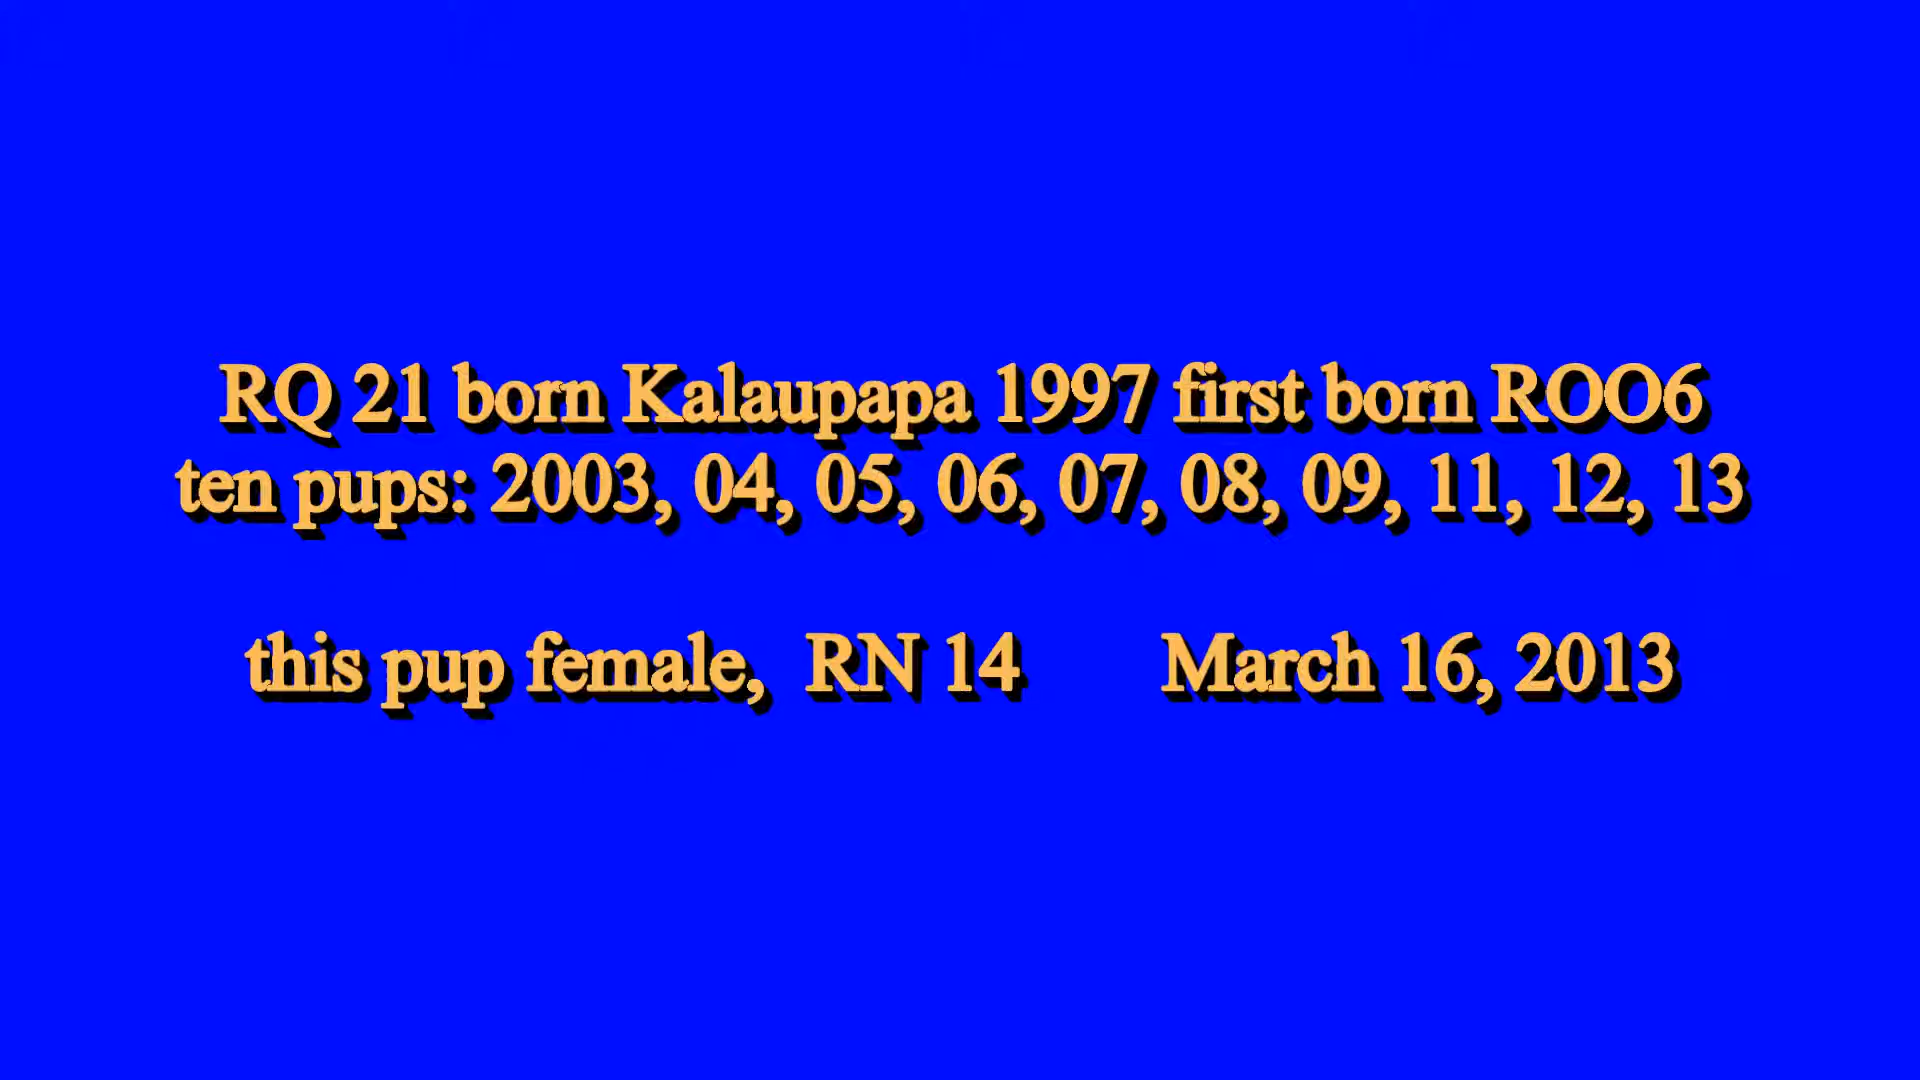 RQ 21 born Kalaupapa 1997 first born ROO6
ten pups: 2003, 04, 05, 06, 07, 08, 09, 11, 12, 13
this pup female, RN 14 March 16, 2013